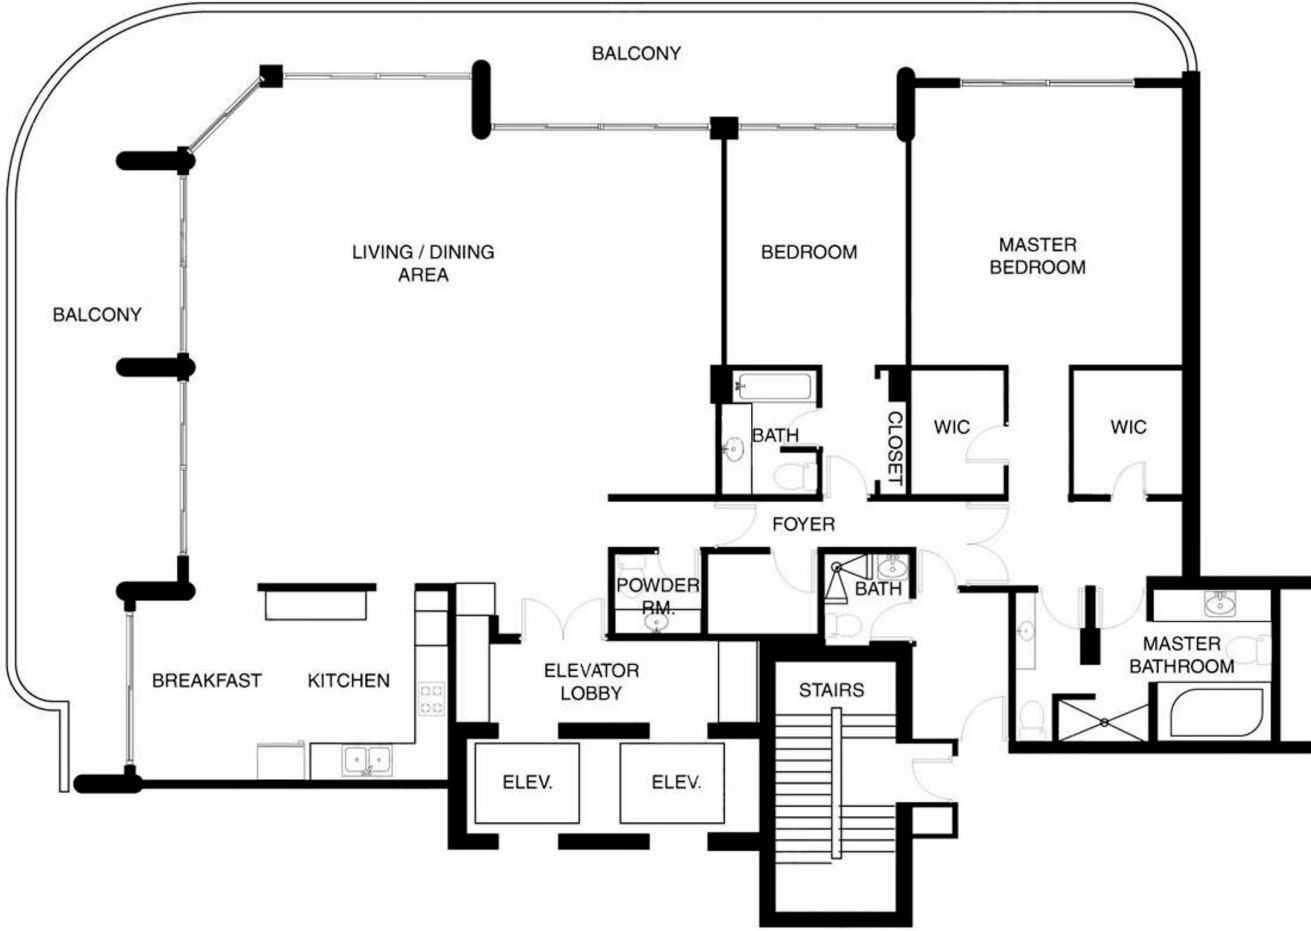 BALCONY
LIVING / DINING
AREA
BEDROOM
MASTER
BEDROOM
BALCONY
BATH
CLOSET
WIC
WIC
FOYER
POWDER
RM.
BATH
BREAKFAST
KITCHEN
ELEVATOR
LOBBY
STAIRS
MASTER
BATHROOM
ELEV.
ELEV.